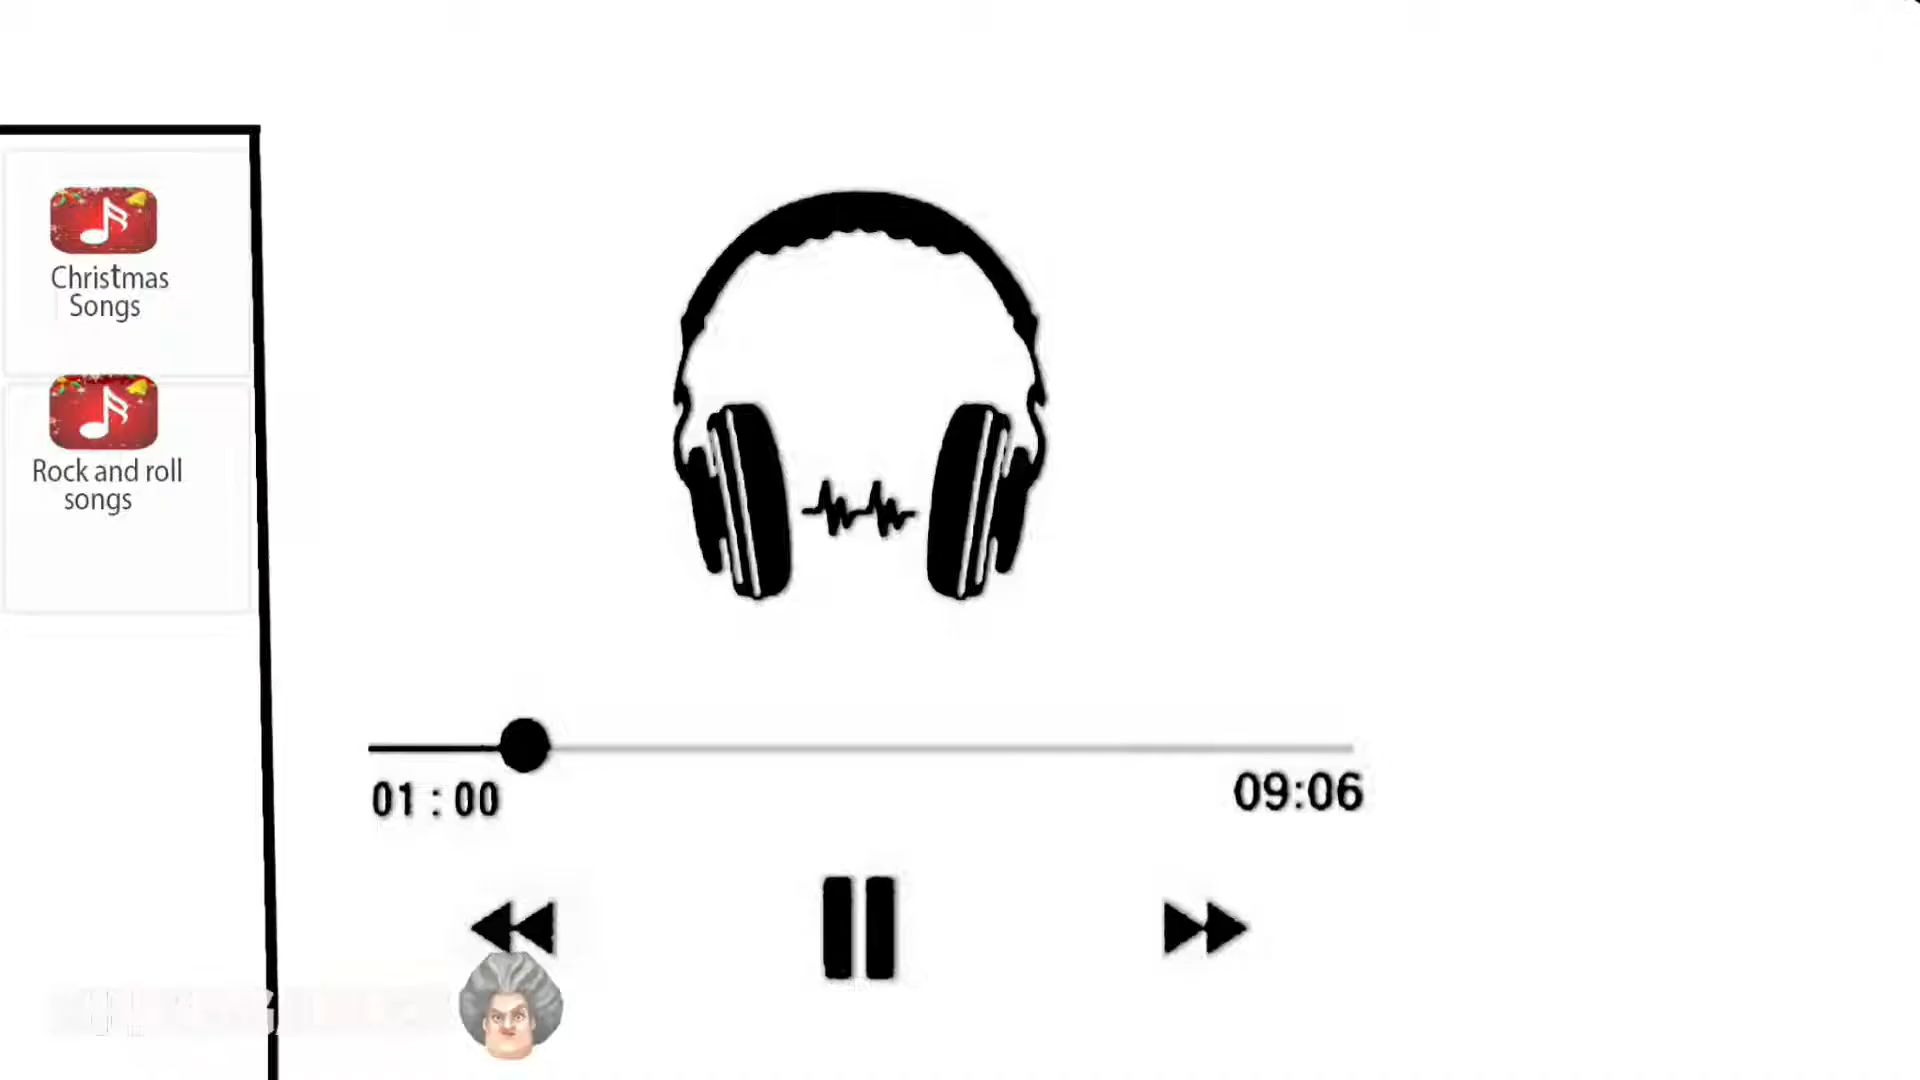 Christmas
Songs
Rock and roll
songs
01 : 00
09:06